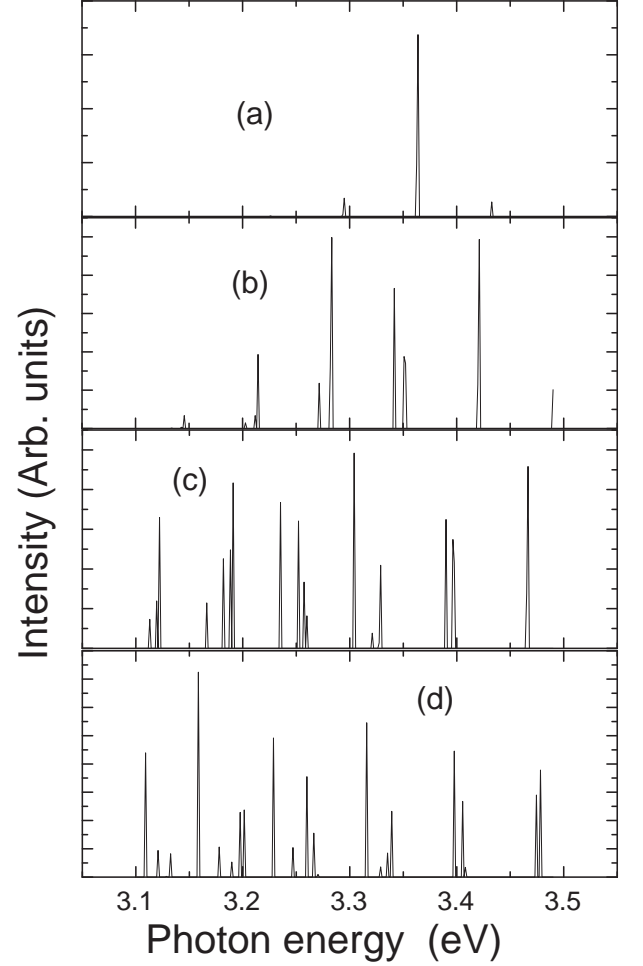 (a)
(b)
(c)
(d)
Intensity (Arb. units)
3.1 3.2 3.3 3.4 3.5
Photon energy (eV)